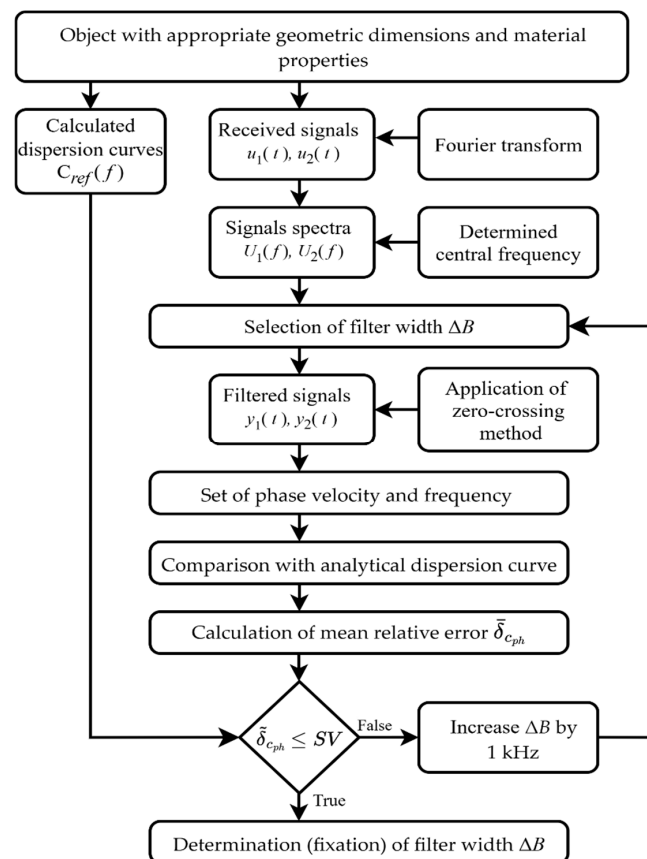 Object with appropriate geometric dimensions and material
properties
Calculated
dispersion curves
C_ref(f)
Received signals
u₁(t), u₂(t)
Fourier transform
Signals spectra
U₁(f), U₂(f)
Determined
central frequency
Selection of filter width ΔB
Filtered signals
y₁(t), y₂(t)
Application of
zero-crossing
method
Set of phase velocity and frequency
Comparison with analytical dispersion curve
Calculation of mean relative error δ̄_c_ph
δ̃_c_ph ≤ SV
False
Increase ΔB by
1 kHz
True
Determination (fixation) of filter width ΔB